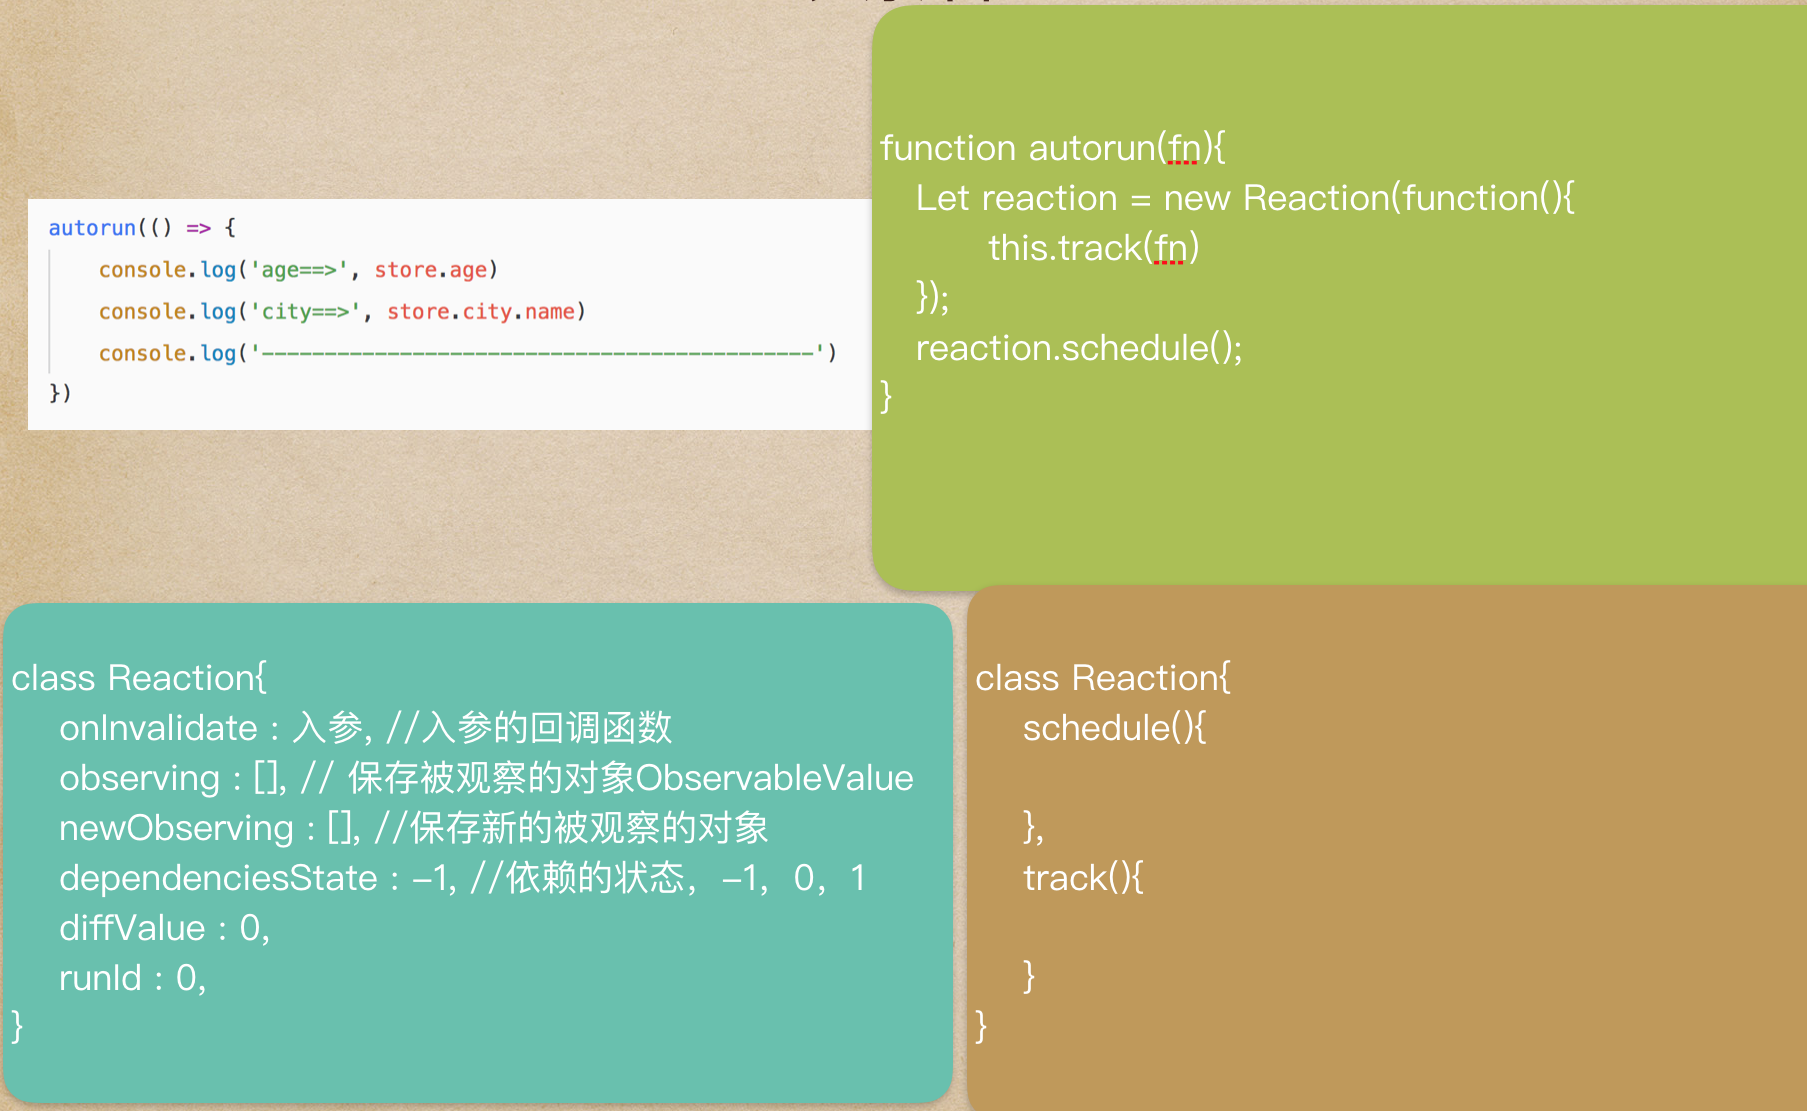 autorun(() => {
console.log('age==>', store.age)
console.log('city==>', store.city.name)
console.log('--------------------------------------------')
})
function autorun(fn){
Let reaction = new Reaction(function(){
this.track(fn)
});
reaction.schedule();
}
class Reaction{
onInvalidate : 入参, //入参的回调函数
observing : [], // 保存被观察的对象ObservableValue
newObserving : [], //保存新的被观察的对象
dependenciesState : -1, //依赖的状态，-1，0，1
diffValue : 0,
runId : 0,
}
class Reaction{
schedule(){
},
track(){
}
}